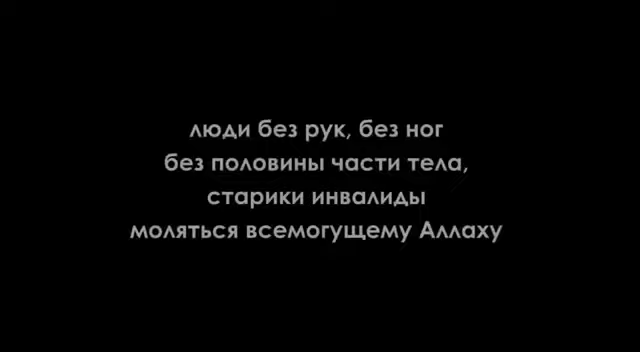 люди без рук, без ног
без половины части тела,
старики инвалиды
моляться всемогущему Аллаху